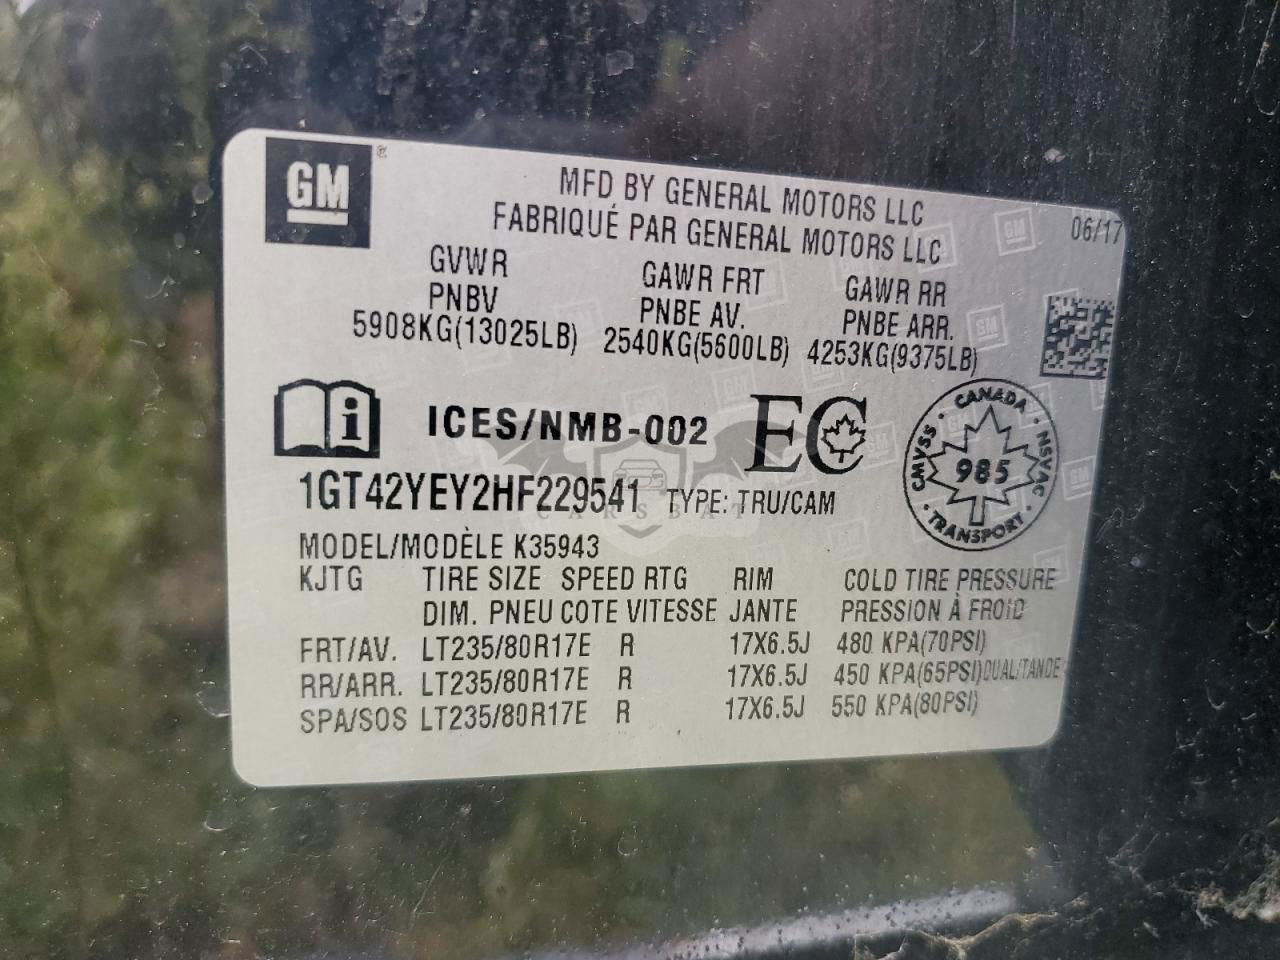 GM
MFD BY GENERAL MOTORS LLC 06/17
FABRIQUÉ PAR GENERAL MOTORS LLC
GVWR GAWR FRT GAWR RR
PNBV PNBE AV. PNBE ARR.
5908KG(13025LB) 2540KG(5600LB) 4253KG(9375LB)
ICES/NMB-002 EC
CANADA CMVSS NSVAC TRANSPORT
985
1GT42YEY2HF229541 TYPE: TRU/CAM
CARSBAT
MODEL/MODÈLE K35943
KJTG TIRE SIZE SPEED RTG RIM COLD TIRE PRESSURE
DIM. PNEU COTE VITESSE JANTE PRESSION À FROID
FRT/AV. LT235/80R17E R 17X6.5J 480 KPA(70PSI)
RR/ARR. LT235/80R17E R 17X6.5J 450 KPA(65PSI)DUAL/TANDE
SPA/SOS LT235/80R17E R 17X6.5J 550 KPA(80PSI)